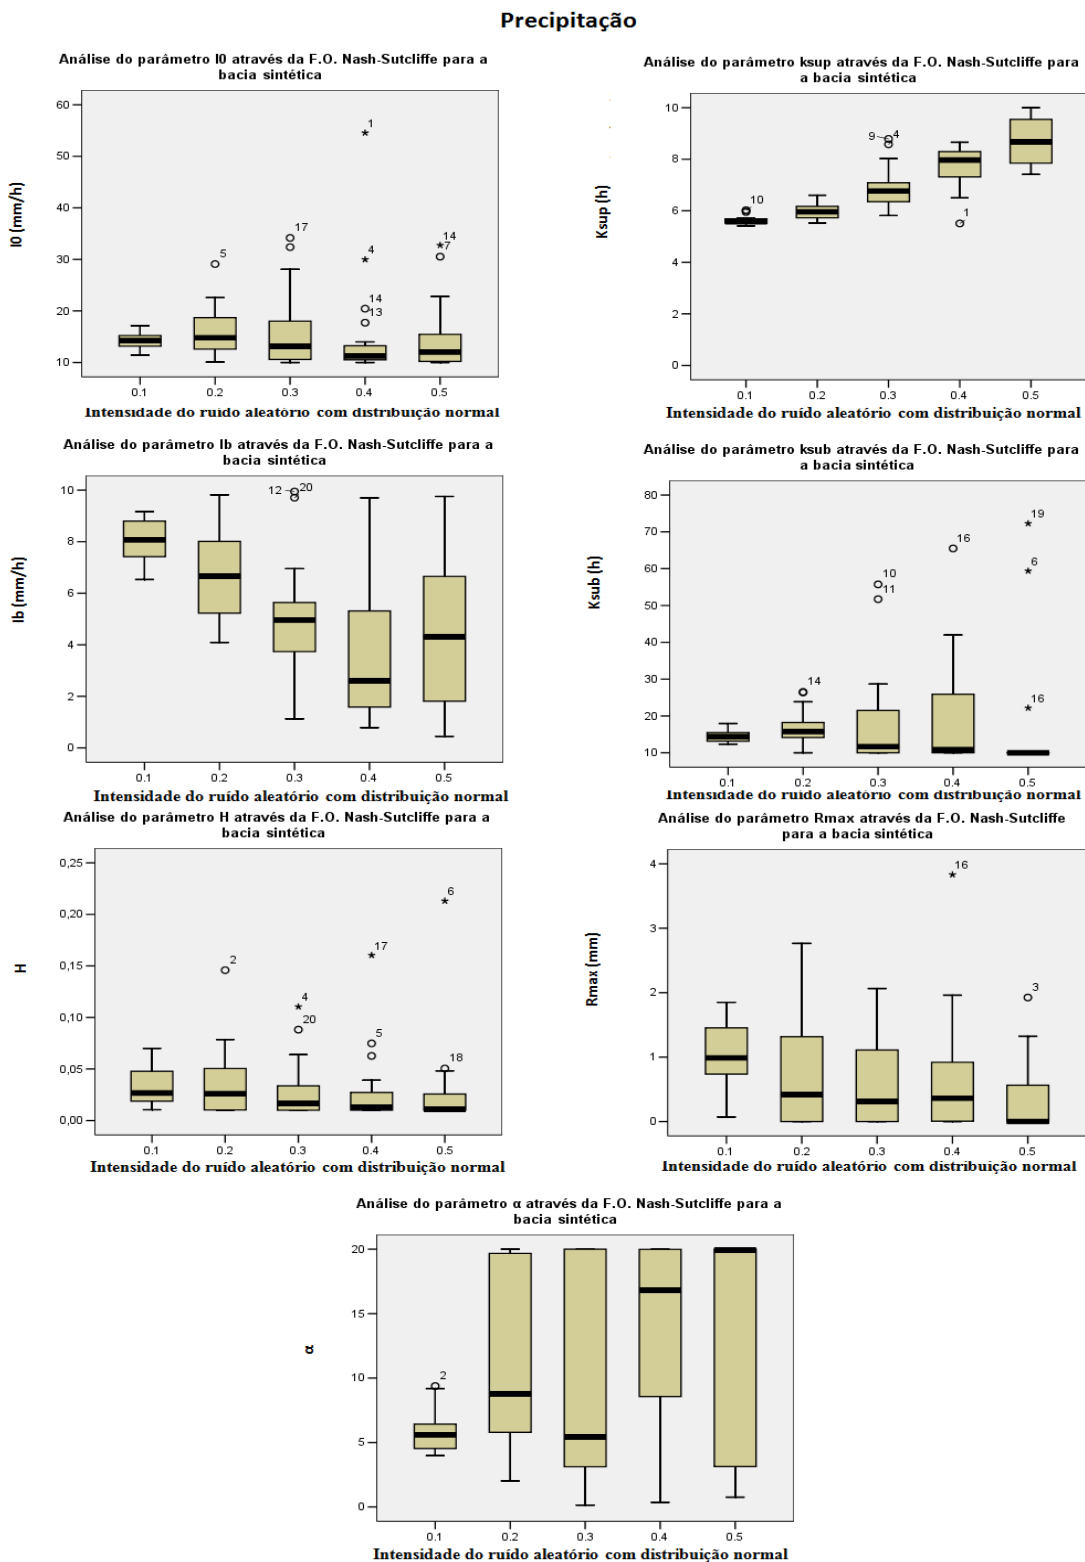 Precipitação
Análise do parâmetro I0 através da F.O. Nash-Sutcliffe para a
bacia sintética
I0 (mm/h)
60
50
40
30
20
10
1
17
5
4
14
13
14
7
0.1 0.2 0.3 0.4 0.5
Intensidade do ruído aleatório com distribuição normal
Análise do parâmetro ksup através da F.O. Nash-Sutcliffe para
a bacia sintética
Ksup (h)
10
8
6
4
2
0
10
9 4
1
0.1 0.2 0.3 0.4 0.5
Intensidade do ruído aleatório com distribuição normal
Análise do parâmetro Ib através da F.O. Nash-Sutcliffe para a
bacia sintética
Ib (mm/h)
10
8
6
4
2
0
12 20
0.1 0.2 0.3 0.4 0.5
Intensidade do ruído aleatório com distribuição normal
Análise do parâmetro ksub através da F.O. Nash-Sutcliffe para
a bacia sintética
Ksub (h)
80
70
60
50
40
30
20
10
14
10
11
16
19
6
16
0.1 0.2 0.3 0.4 0.5
Intensidade do ruído aleatório com distribuição normal
Análise do parâmetro H através da F.O. Nash-Sutcliffe para a
bacia sintética
H
0,25
0,20
0,15
0,10
0,05
0,00
2
4
20
17
5
6
18
0.1 0.2 0.3 0.4 0.5
Intensidade do ruído aleatório com distribuição normal
Análise do parâmetro Rmax através da F.O. Nash-Sutcliffe
para a bacia sintética
Rmax (mm)
4
3
2
1
0
16
3
0.1 0.2 0.3 0.4 0.5
Intensidade do ruído aleatório com distribuição normal
Análise do parâmetro α através da F.O. Nash-Sutcliffe para a
bacia sintética
α
20
15
10
5
0
2
0.1 0.2 0.3 0.4 0.5
Intensidade do ruído aleatório com distribuição normal